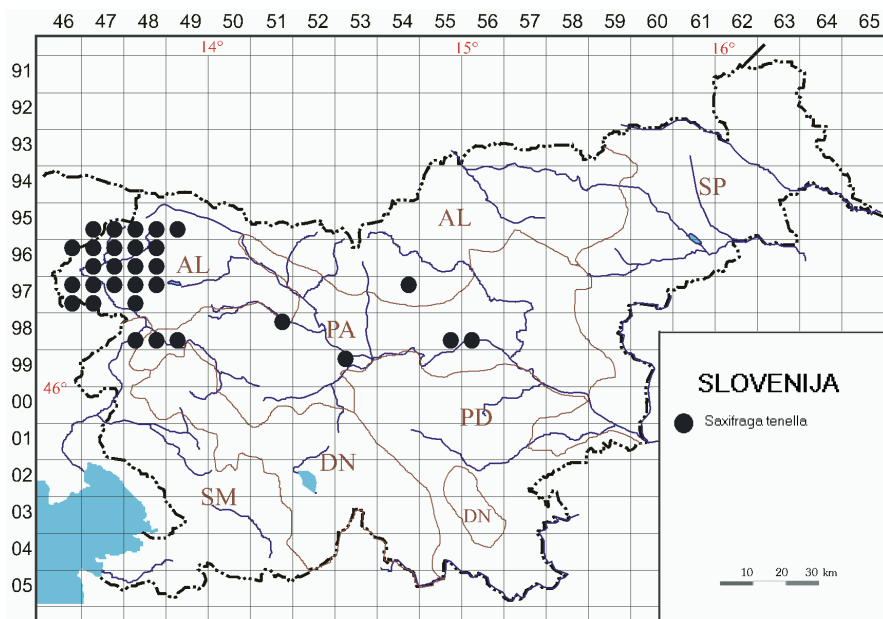 46 47 48 49 50 51 52 53 54 55 56 57 58 59 60 61 62 63 64 65
14° 15° 16°
91
92
93
94
95
96
97
98
99
00
01
02
03
04
05
46°
AL
SP
AL
PA
PD
DN
SM
DN
SLOVENIJA
Saxifraga tenella
10 20 30 km